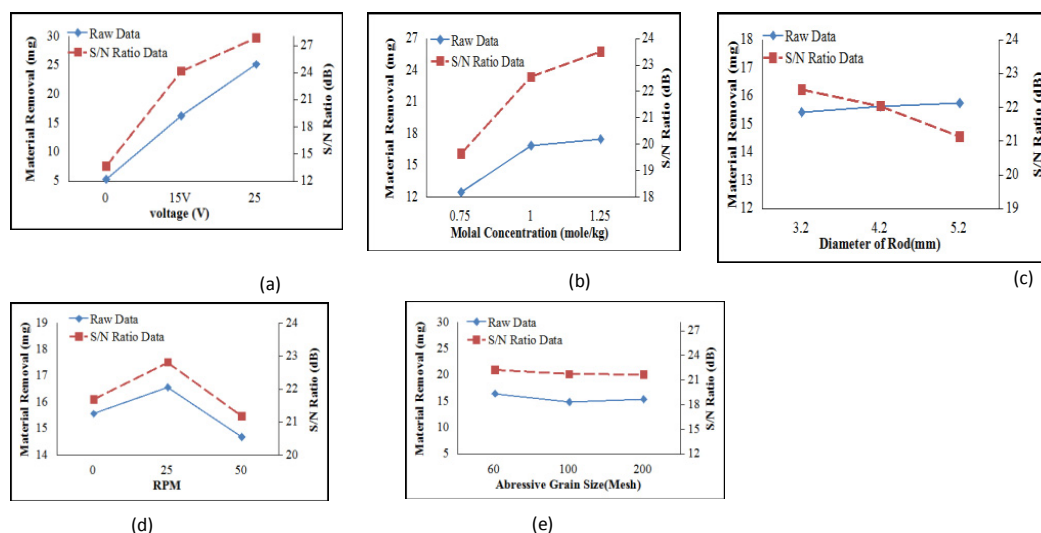 Material Removal (mg)
30
25
20
15
10
5
Raw Data
S/N Ratio Data
27
24
21
18
15
12
S/N Ratio (dB)
0 15V 25
voltage (V)
(a)
Material Removal (mg)
27
24
21
18
15
12
Raw Data
S/N Ratio Data
24
23
22
21
20
19
18
S/N Ratio (dB)
0.75 1 1.25
Molal Concentration (mole/kg)
(b)
Material Removal (mg)
18
17
16
15
14
13
12
Raw Data
S/N Ratio Data
24
23
22
21
20
19
S/N Ratio (dB)
3.2 4.2 5.2
Diameter of Rod(mm)
(c)
Material Removal (mg)
19
18
17
16
15
14
Raw Data
S/N Ratio Data
24
23
22
21
20
S/N Ratio (dB)
0 25 50
RPM
(d)
Material Removal (mg)
30
25
20
15
10
5
Raw Data
S/N Ratio Data
27
24
21
18
15
12
S/N Ratio (dB)
60 100 200
Abressive Grain Size(Mesh)
(e)